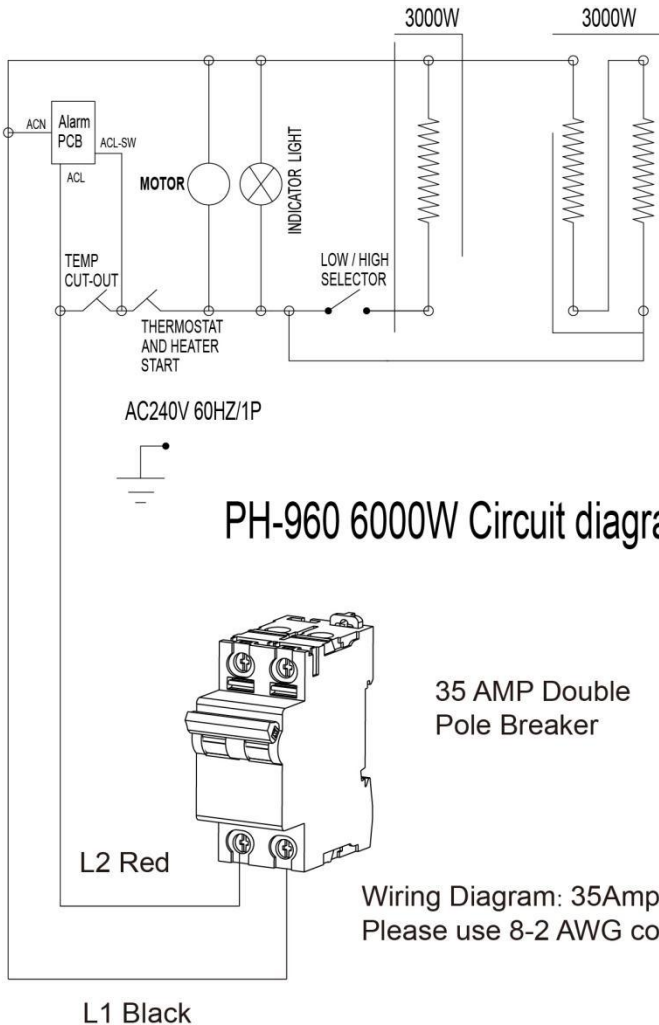 3000W
3000W
ACN
Alarm
PCB
ACL-SW
ACL
MOTOR
INDICATOR LIGHT
TEMP
CUT-OUT
LOW / HIGH
SELECTOR
THERMOSTAT
AND HEATER
START
AC240V 60HZ/1P
PH-960 6000W Circuit diagra
35 AMP Double
Pole Breaker
L2 Red
Wiring Diagram: 35Amp
Please use 8-2 AWG co
L1 Black